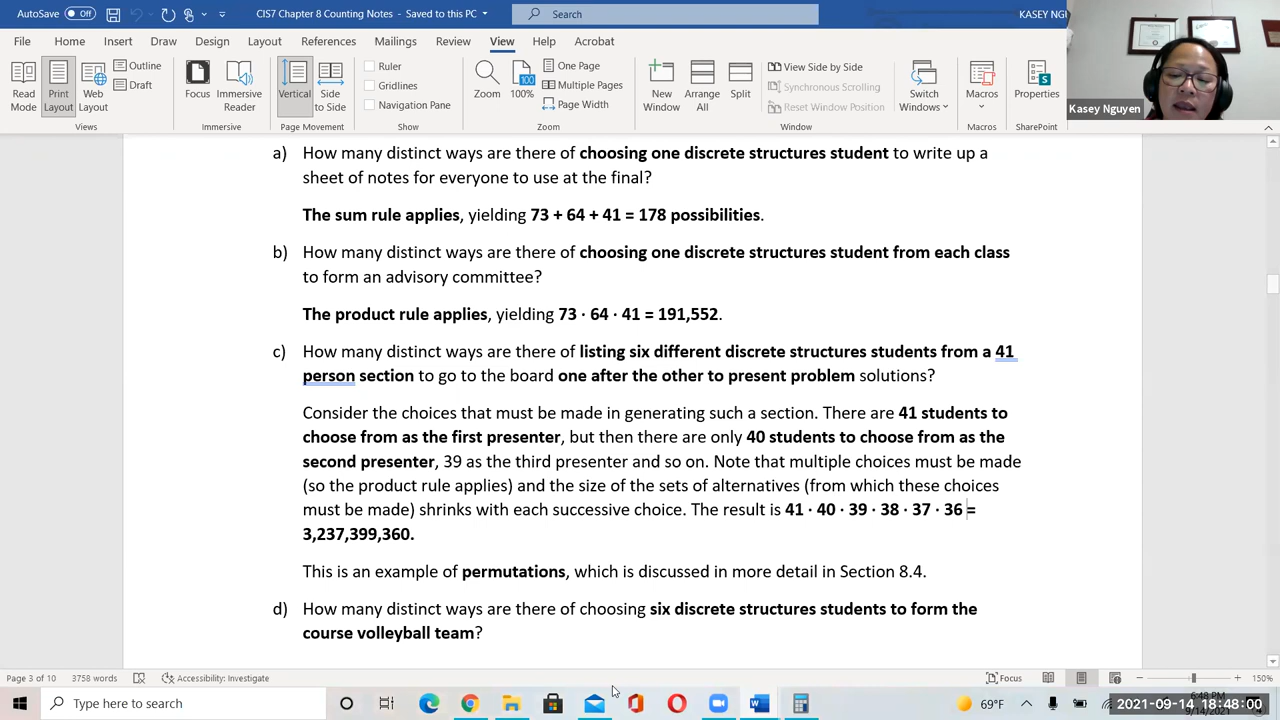 AutoSave Off CIS7 Chapter 2 Updated Saved to this PC Search KASEY NGUYEN
File Home Insert Draw Design Layout References Mailings Review View Help Acrobat
Read Mode Print Layout Web Layout Outline Draft Focus Immersive Reader Vertical Side to Side Ruler Gridlines Navigation Pane Zoom 100% One Page Multiple Pages Page Width New Window Arrange All Split View Side by Side Synchronous Scrolling Reset Window Position Switch Windows Macros Properties
Views Immersive Page Movement Show Zoom Window Macros SharePoint
Kasey Nguyen
a) How many distinct ways are there of choosing one discrete structures student to write up a
sheet of notes for everyone to use at the final?
The sum rule applies, yielding 73 + 64 + 41 = 178 possibilities.
b) How many distinct ways are there of choosing one discrete structures student from each class
to form an advisory committee?
The product rule applies, yielding 73 · 64 · 41 = 191,552.
c) How many distinct ways are there of listing six different discrete structures students from a 41
person section to go to the board one after the other to present problem solutions?
Consider the choices that must be made in generating such a section. There are 41 students to
choose from as the first presenter, but then there are only 40 students to choose from as the
second presenter, 39 as the third presenter and so on. Note that multiple choices must be made
(so the product rule applies) and the size of the sets of alternatives (from which these choices
must be made) shrinks with each successive choice. The result is 41 · 40 · 39 · 38 · 37 · 36 =
3,237,399,360.
This is an example of permutations, which is discussed in more detail in Section 8.4.
d) How many distinct ways are there of choosing six discrete structures students to form the
course volleyball team?
Page 3 of 10 3758 words Accessibility: Investigate Focus 150%
Type here to search 69°F 6:48 PM
2021-09-14 18:48:00
9/14/2021